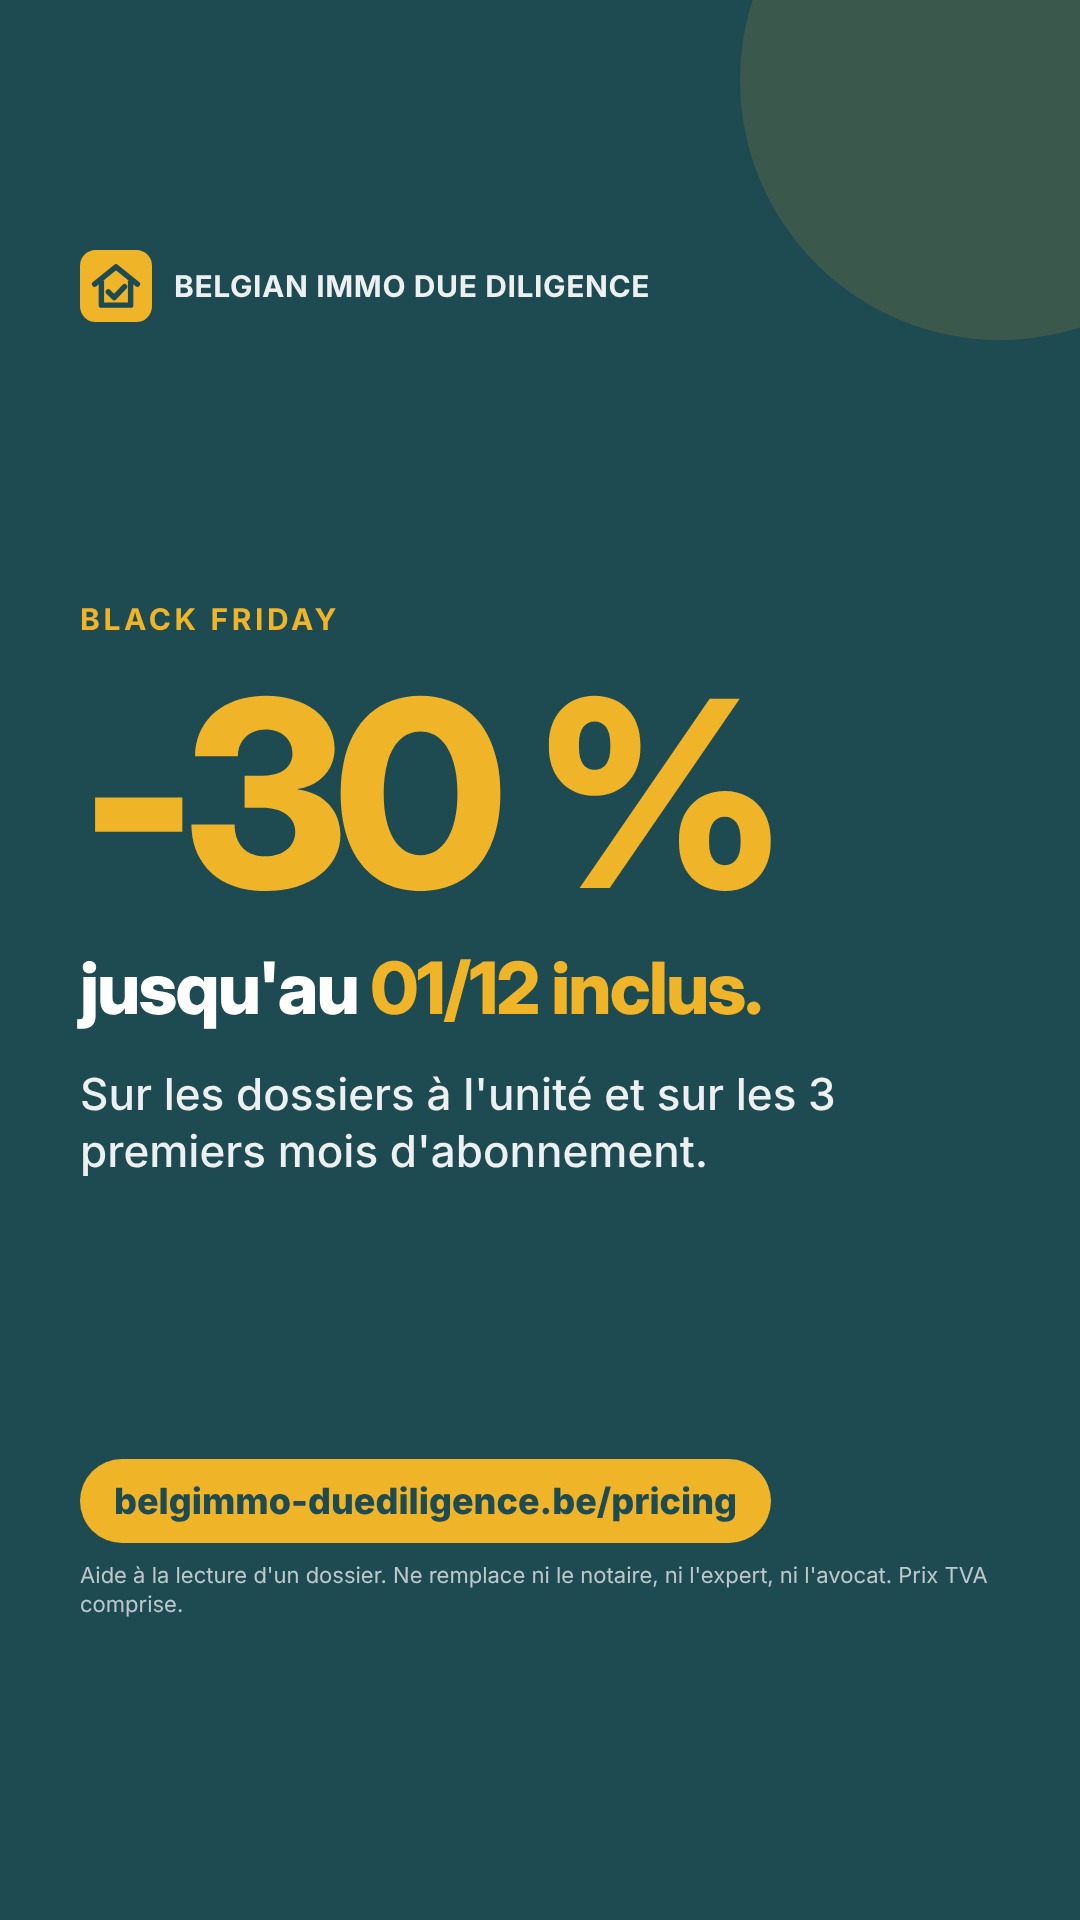 BELGIAN IMMO DUE DILIGENCE
BLACK FRIDAY
-30 %
jusqu'au 01/12 inclus.
Sur les dossiers à l'unité et sur les 3
premiers mois d'abonnement.
belgimmo-duediligence.be/pricing
Aide à la lecture d'un dossier. Ne remplace ni le notaire, ni l'expert, ni l'avocat. Prix TVA
comprise.